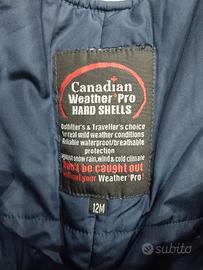 Canadian
Weather Pro
HARD SHELLS
Outfitter's & Traveller's choice
for real wild weather conditions
Reliable waterproof/breathable
protection
against snow, rain, wind & cold climate
Don't be caught out
without your Weather Pro
12M
subito